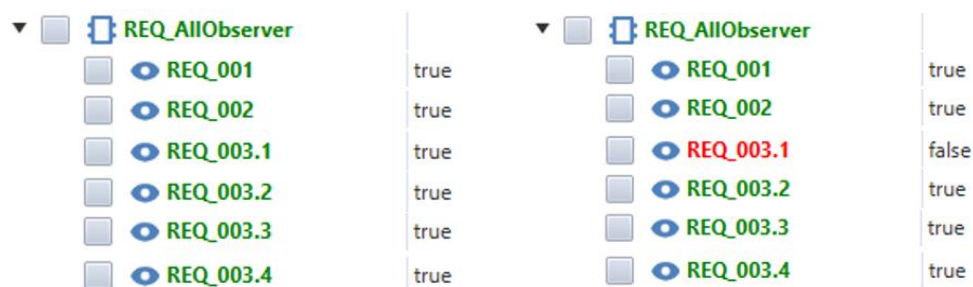 REQ_AllObserver
REQ_001 true
REQ_002 true
REQ_003.1 true
REQ_003.2 true
REQ_003.3 true
REQ_003.4 true
REQ_AllObserver
REQ_001 true
REQ_002 true
REQ_003.1 false
REQ_003.2 true
REQ_003.3 true
REQ_003.4 true